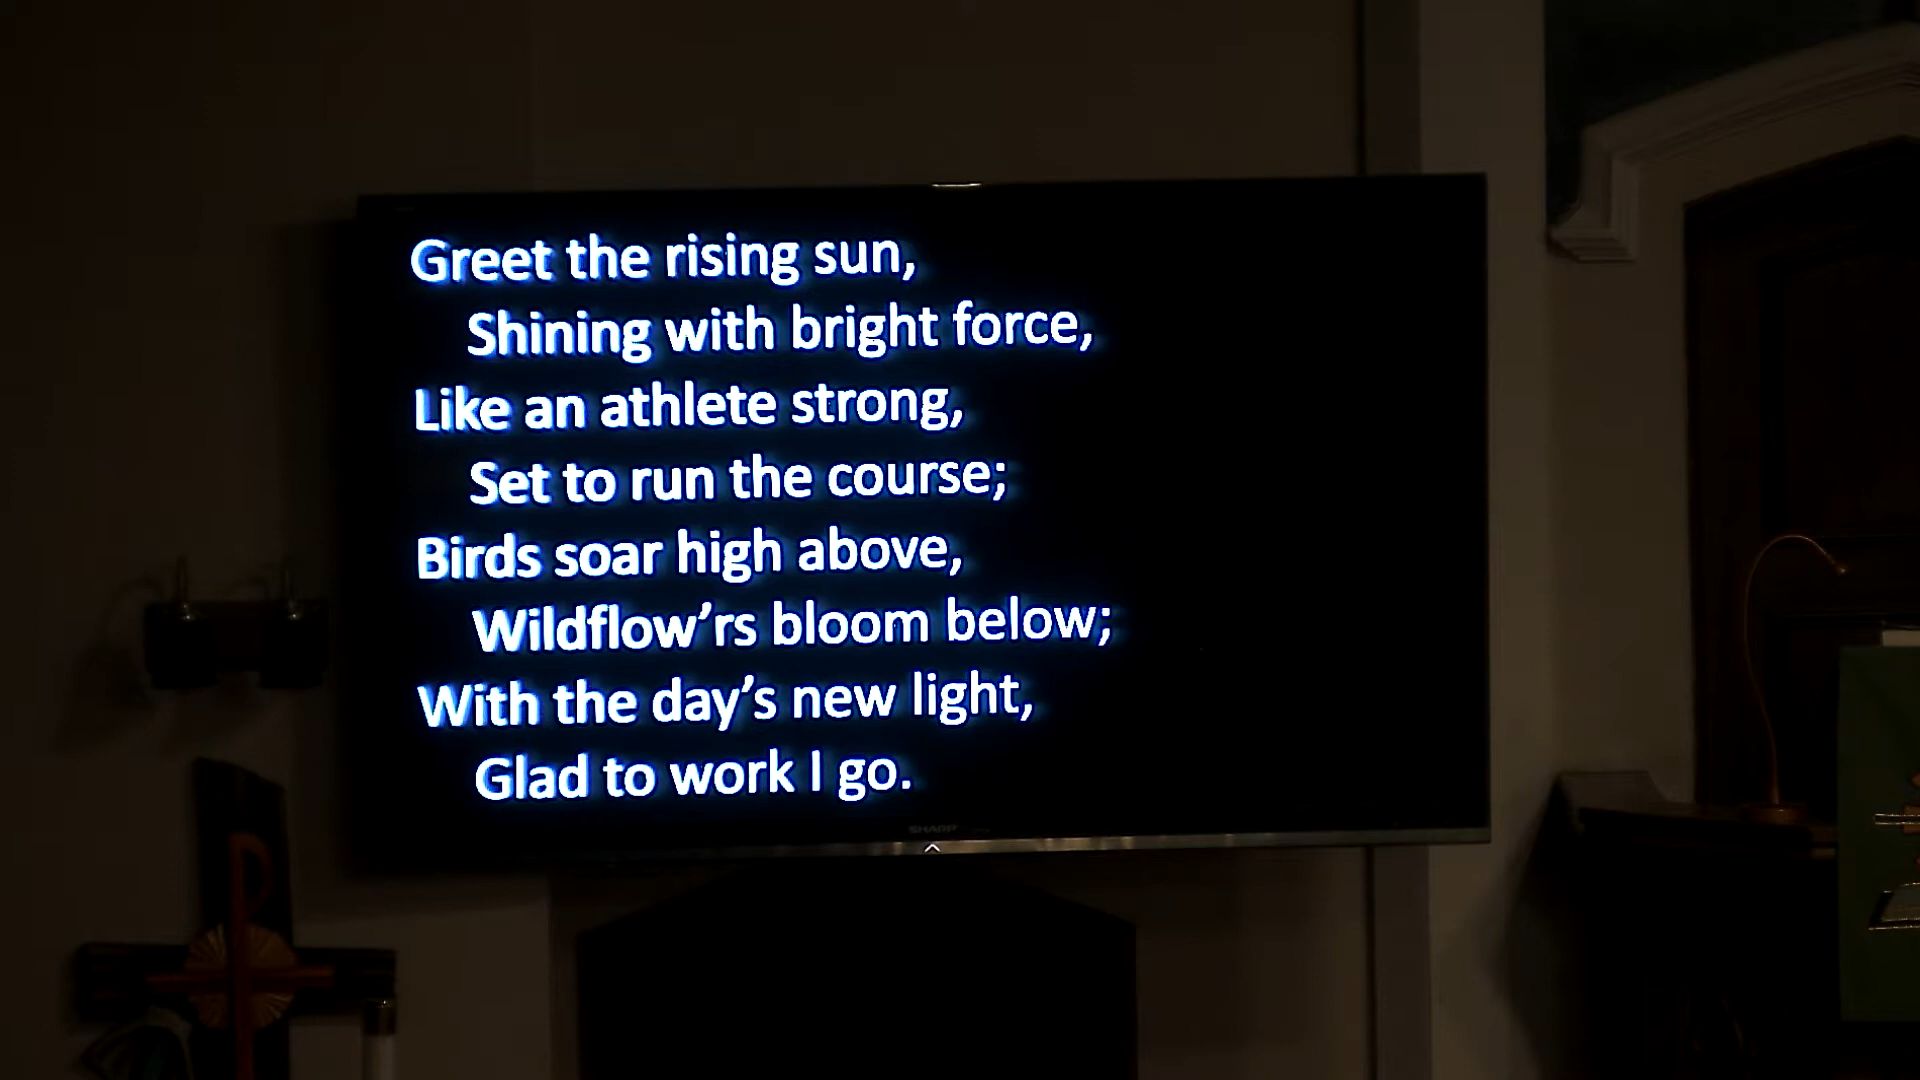 Greet the rising sun,
Shining with bright force,
Like an athlete strong,
Set to run the course;
Birds soar high above,
Wildflow’rs bloom below;
With the day’s new light,
Glad to work I go.
SHARP